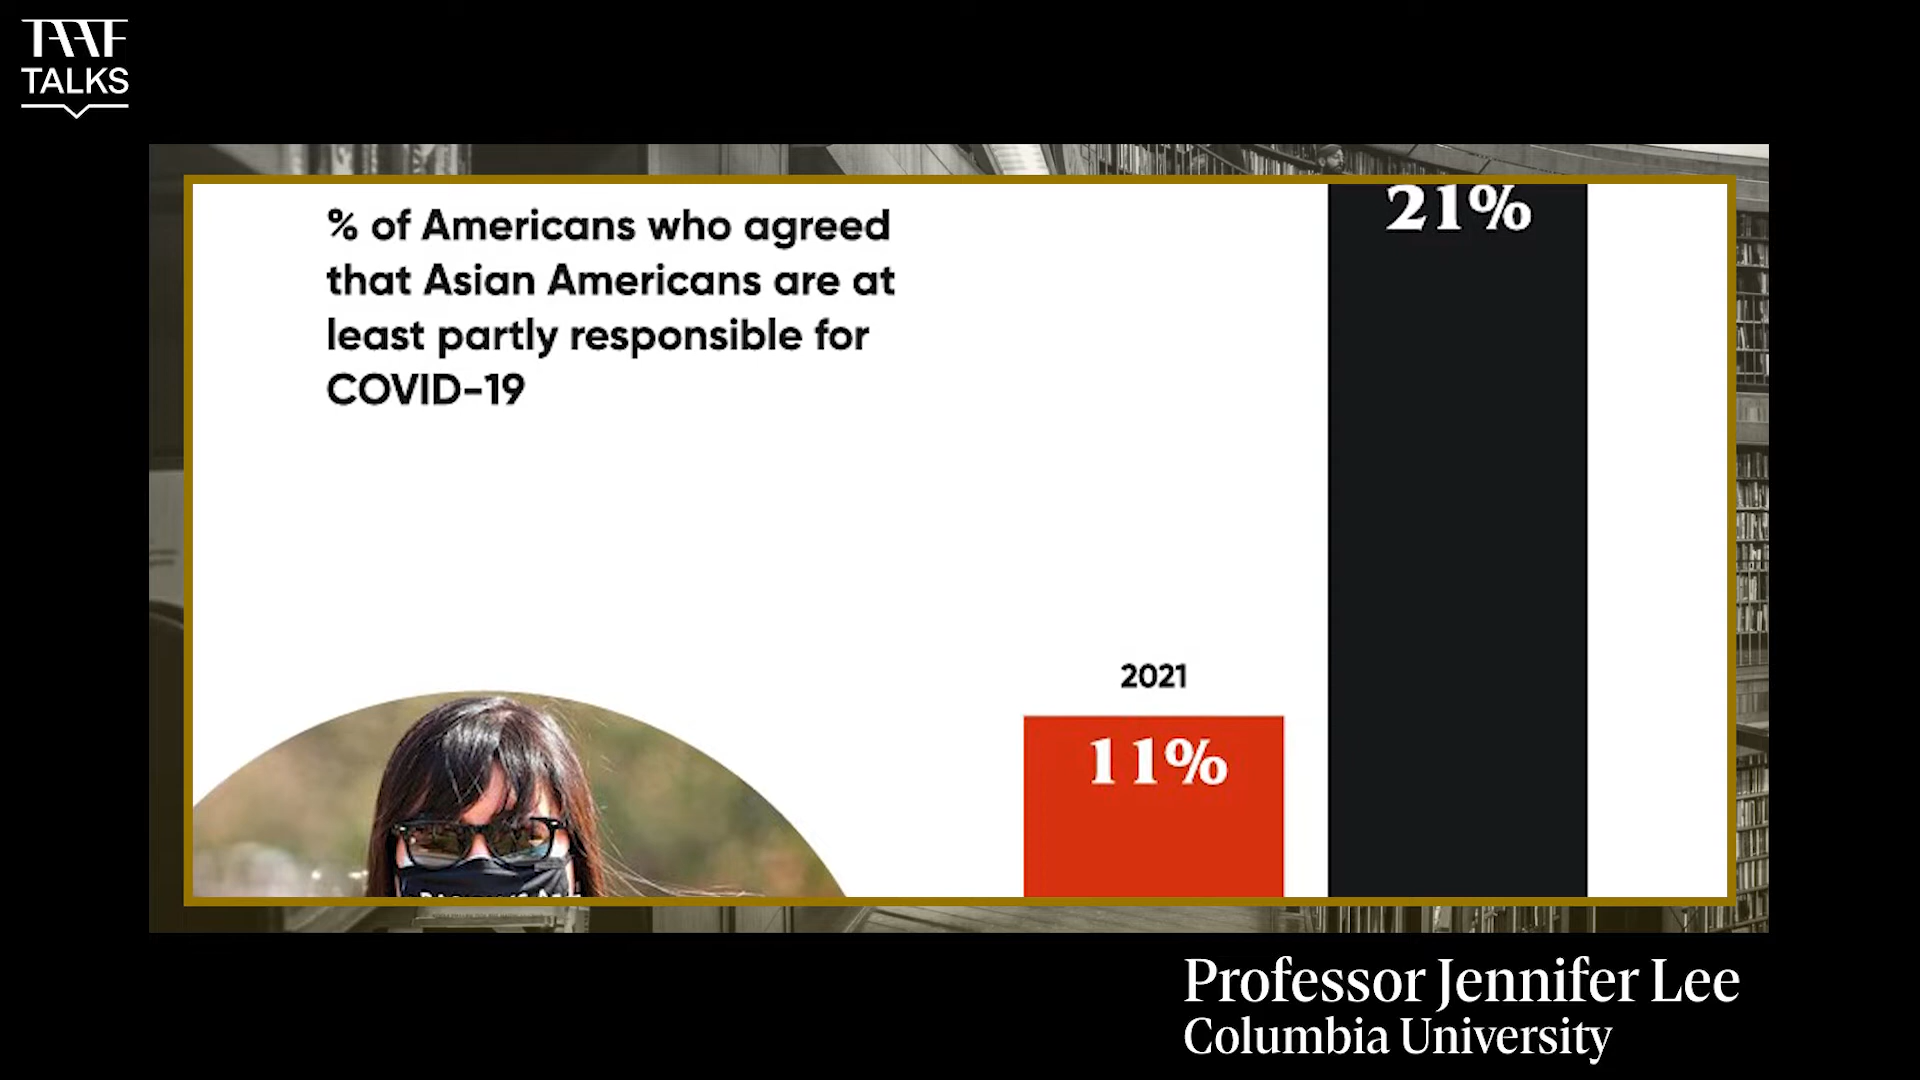 TAAF
TALKS
% of Americans who agreed
that Asian Americans are at
least partly responsible for
COVID-19
21%
2021
11%
Professor Jennifer Lee
Columbia University